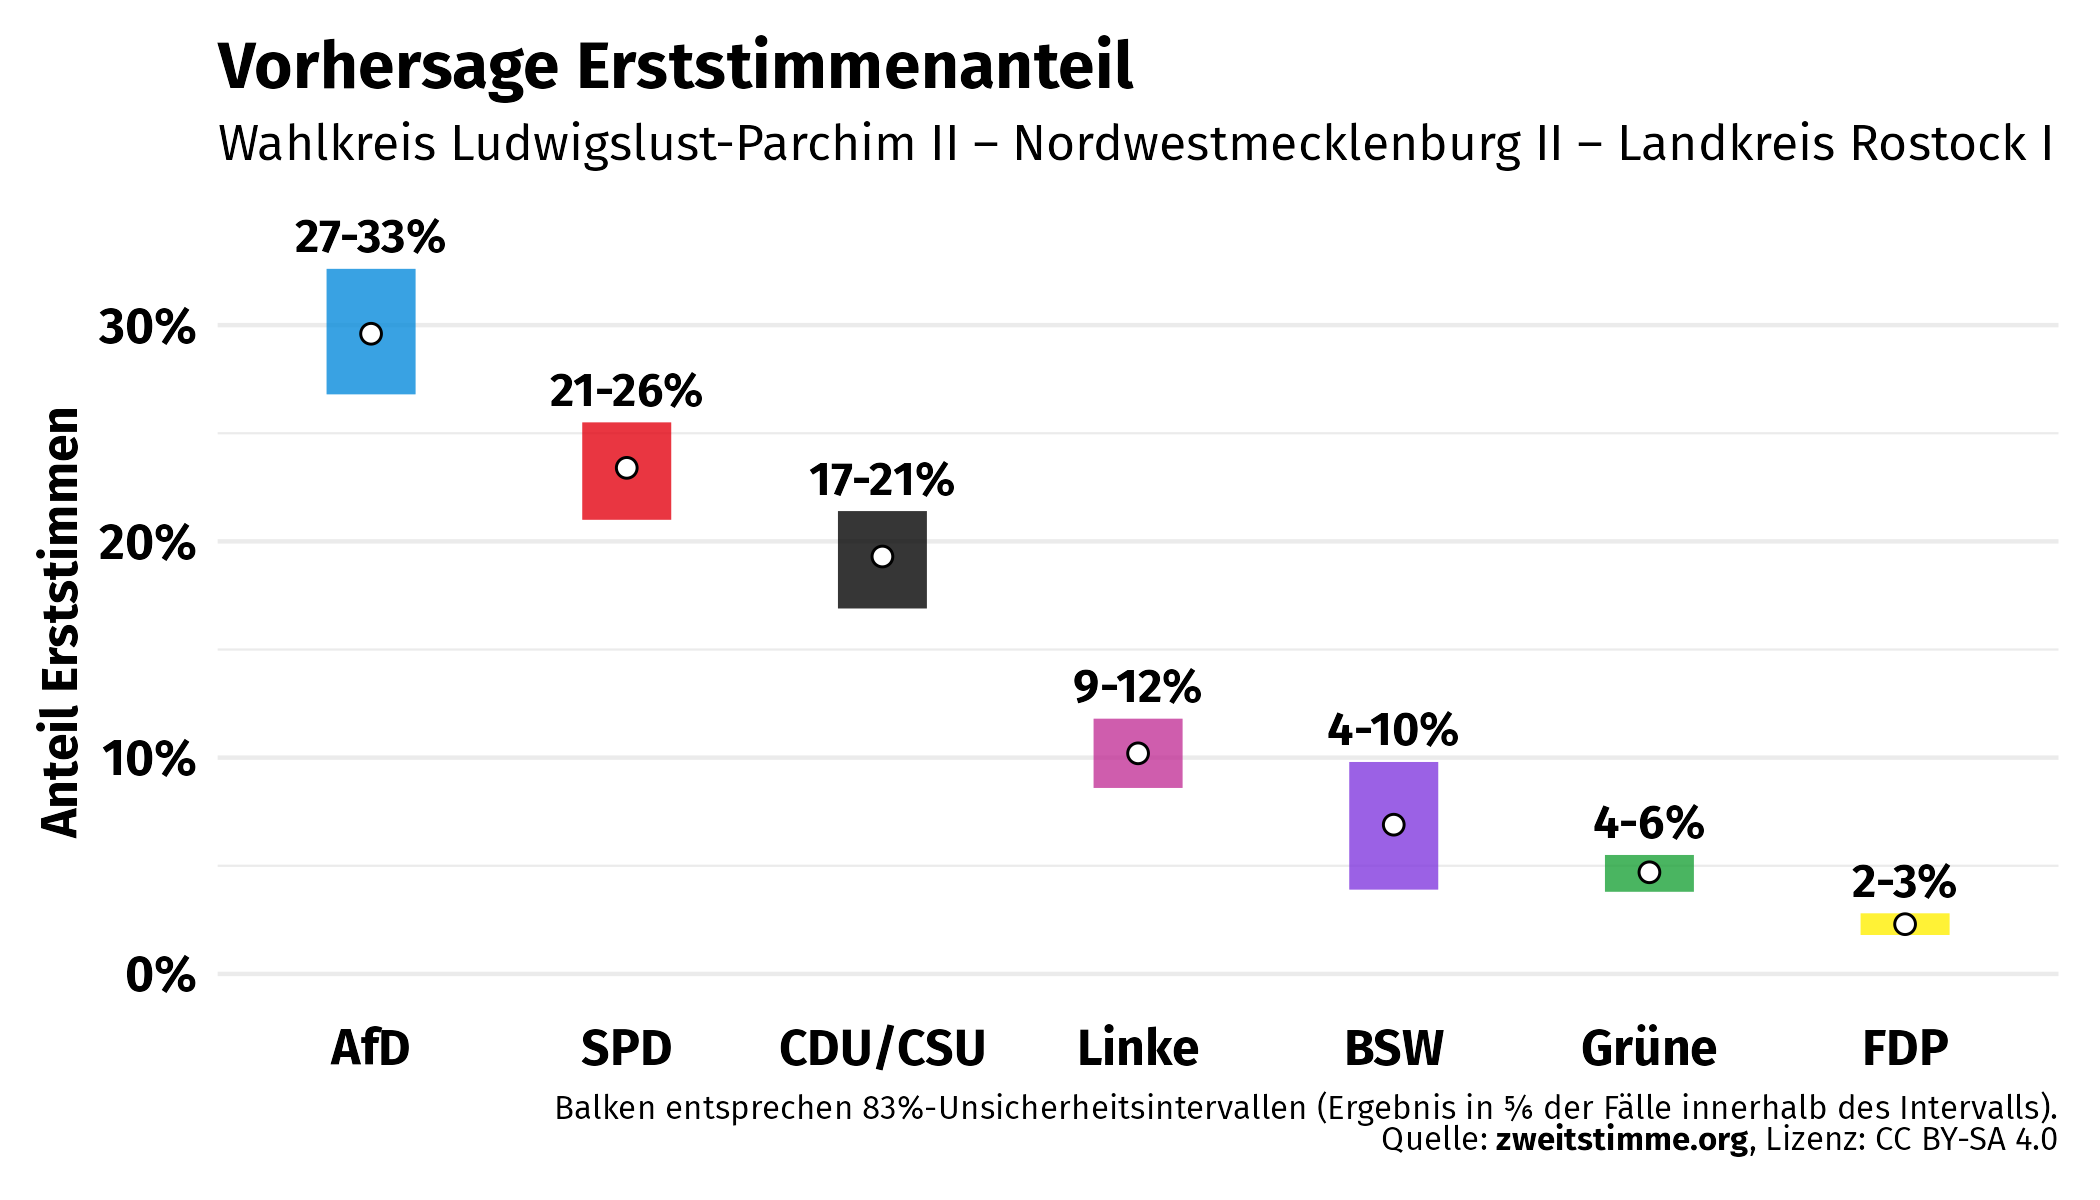 Vorhersage Erststimmenanteil
Wahlkreis Ludwigslust-Parchim II – Nordwestmecklenburg II – Landkreis Rostock I
Anteil Erststimmen
30%
20%
10%
0%
27-33%
21-26%
17-21%
9-12%
4-10%
4-6%
2-3%
AfD
SPD
CDU/CSU
Linke
BSW
Grüne
FDP
Balken entsprechen 83%-Unsicherheitsintervallen (Ergebnis in ⅚ der Fälle innerhalb des Intervalls).
Quelle: zweitstimme.org, Lizenz: CC BY-SA 4.0